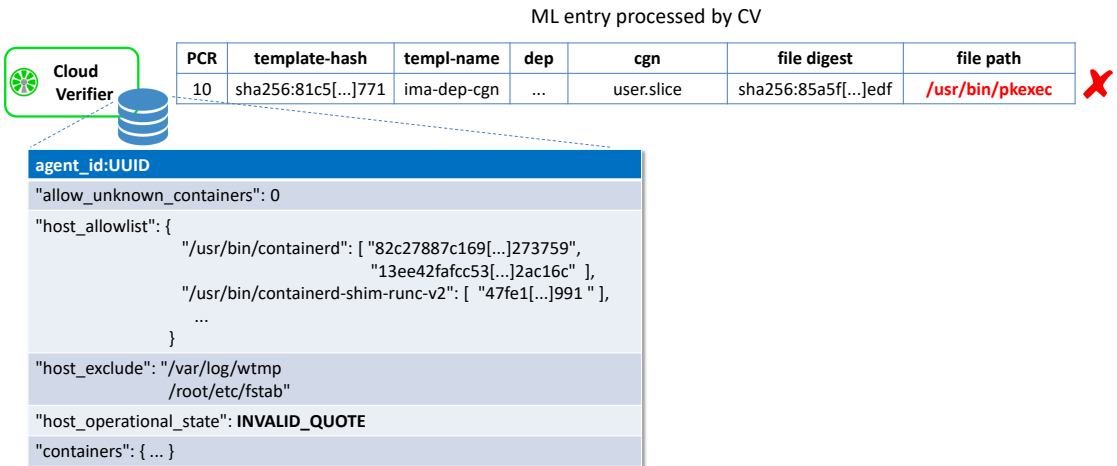 ML entry processed by CV
Cloud
Verifier
PCR template-hash templ-name dep cgn file digest file path
10 sha256:81c5[...]771 ima-dep-cgn ... user.slice sha256:85a5f[...]edf /usr/bin/pkexec ✘
agent_id:UUID
"allow_unknown_containers": 0
"host_allowlist": {
"/usr/bin/containerd": [ "82c27887c169[...]273759",
"13ee42fafcc53[...]2ac16c" ],
"/usr/bin/containerd-shim-runc-v2": [ "47fe1[...]991 " ],
...
}
"host_exclude": "/var/log/wtmp
/root/etc/fstab"
"host_operational_state": INVALID_QUOTE
"containers": { ... }